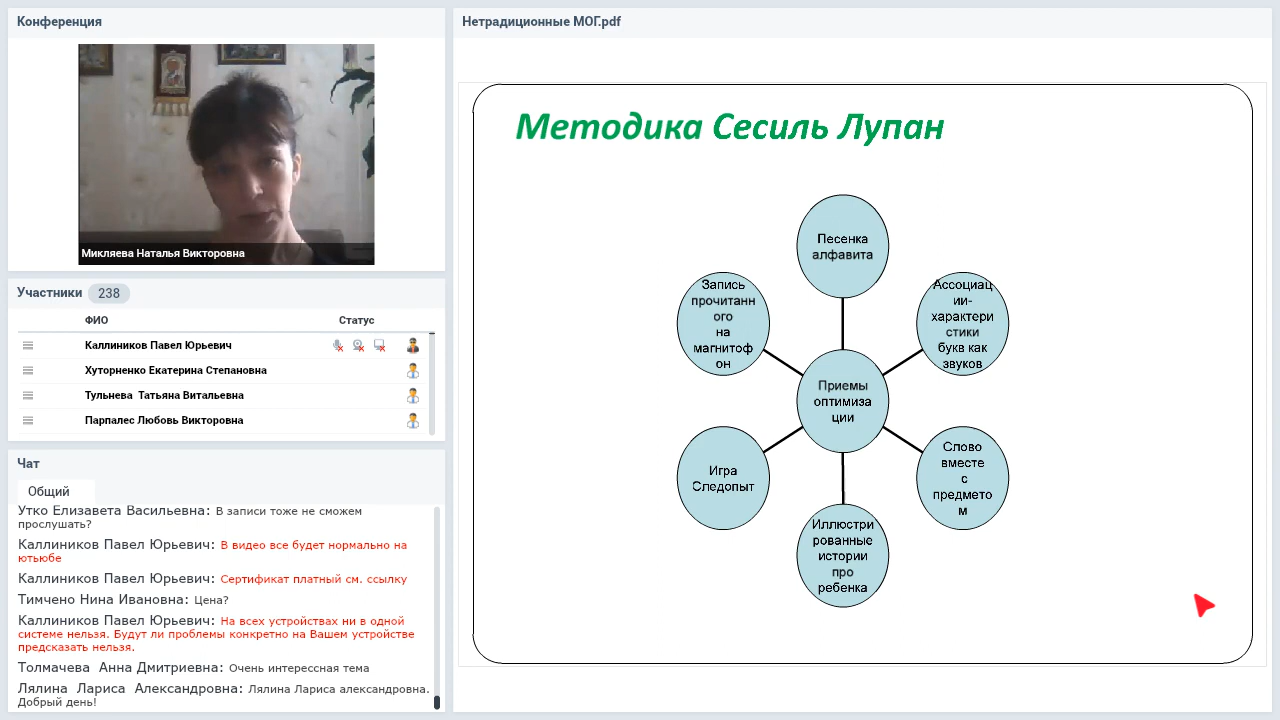 Конференция
Микляева Наталья Викторовна
Участники 238
ФИО Статус
Каллиников Павел Юрьевич
Хуторненко Екатерина Степановна
Тульнева Татьяна Витальевна
Парпалес Любовь Викторовна
Чат
Общий
Утко Елизавета Васильевна: В записи тоже не сможем
прослушать?
Каллиников Павел Юрьевич: В видео все будет нормально на
ютьюбе
Каллиников Павел Юрьевич: Сертификат платный см. ссылку
Тимчено Нина Ивановна: Цена?
Каллиников Павел Юрьевич: На всех устройствах ни в одной
системе нельзя. Будут ли проблемы конкретно на Вашем устройстве
предсказать нельзя.
Толмачева Анна Дмитриевна: Очень интерессная тема
Лялина Лариса Александровна: Лялина Лариса александровна.
Добрый день!
Нетрадиционные МОГ.pdf
Методика Сесиль Лупан
Песенка
алфавита
Ассоциац
ии-
характери
стики
букв как
звуков
Слово
вместе
с
предмето
м
Иллюстри
рованные
истории
про
ребенка
Игра
Следопыт
Запись
прочитанн
ого
на
магнитоф
он
Приемы
оптимиза
ции